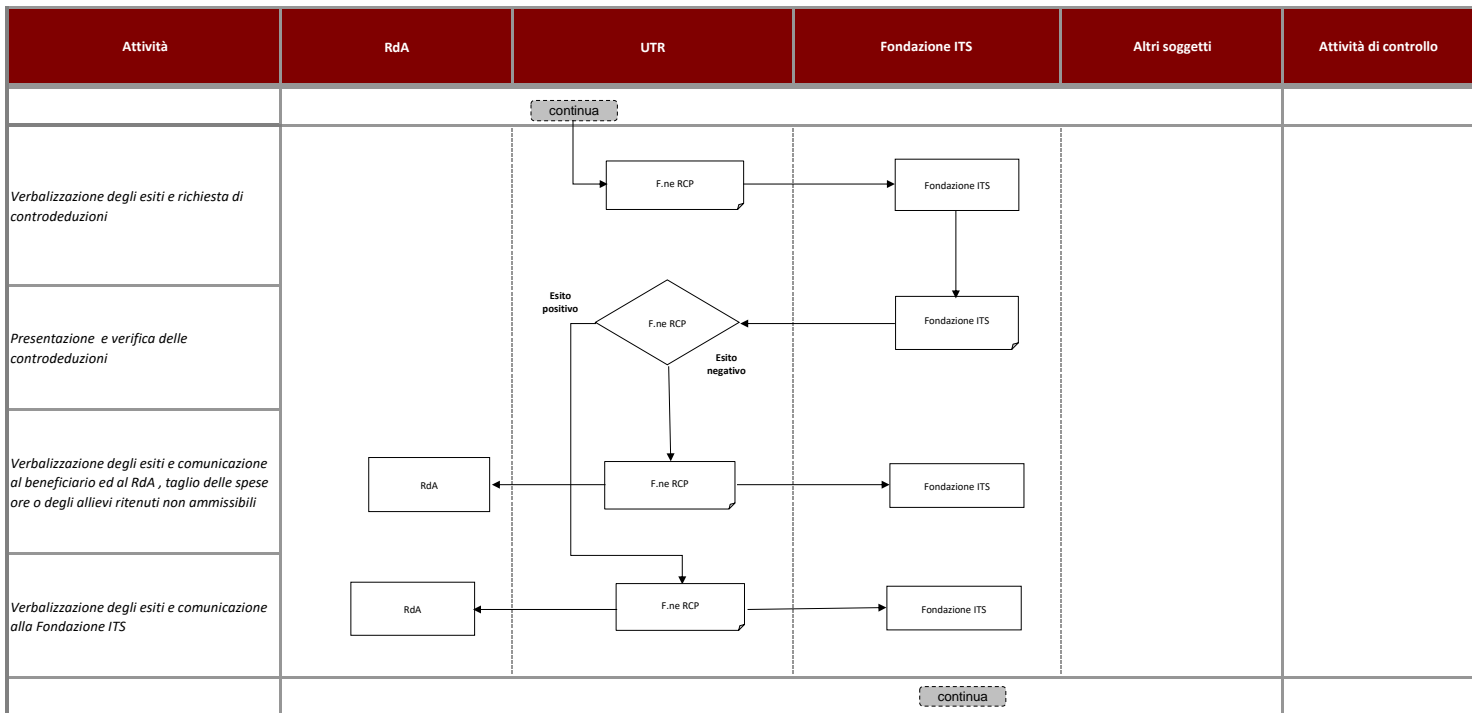 Attività
RdA
UTR
Fondazione ITS
Altri soggetti
Attività di controllo
continua
Verbalizzazione degli esiti e richiesta di
controdeduzioni
F.ne RCP
Fondazione ITS
Presentazione  e verifica delle
controdeduzioni
Esito
positivo
F.ne RCP
Esito
negativo
Fondazione ITS
Verbalizzazione degli esiti e comunicazione
al beneficiario ed al RdA , taglio delle spese
ore o degli allievi ritenuti non ammissibili
RdA
F.ne RCP
Fondazione ITS
Verbalizzazione degli esiti e comunicazione
alla Fondazione ITS
RdA
F.ne RCP
Fondazione ITS
continua